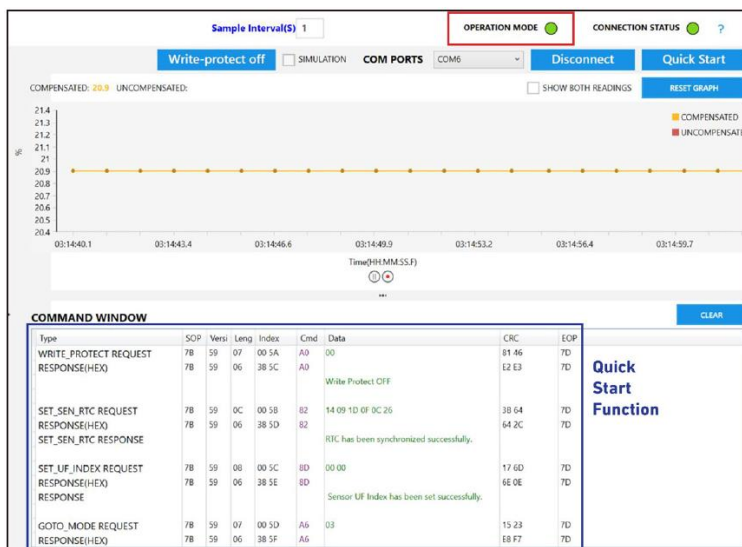 Sample Interval(S) 1 OPERATION MODE CONNECTION STATUS ?
Write-protect off SIMULATION COM PORTS COM6 Disconnect Quick Start
COMPENSATED: 20.9 UNCOMPENSATED: SHOW BOTH READINGS RESET GRAPH
21.4
21.3
21.2
21.1
21
20.9
20.8
20.7
20.6
20.5
20.4
%
COMPENSATED
UNCOMPENSATE
03:14:40.1 03:14:43.4 03:14:46.6 03:14:49.9 03:14:53.2 03:14:56.4 03:14:59.7
Time(HH.MM.SS.F)
COMMAND WINDOW CLEAR
Type SOP Versi Leng Index Cmd Data CRC EOP
WRITE_PROTECT REQUEST 7B 59 07 00 5A A0 00 81 46 7D
RESPONSE(HEX) 7B 59 06 38 5C A0 E2 E3 7D
Write Protect OFF
SET_SEN_RTC REQUEST 7B 59 0C 00 5B 82 14 09 1D 0F 0C 26 38 64 7D
RESPONSE(HEX) 7B 59 06 38 5D 82 64 2C 7D
SET_SEN_RTC RESPONSE RTC has been synchronized successfully.
SET_UF_INDEX REQUEST 7B 59 08 00 5C 8D 00 00 17 6D 7D
RESPONSE(HEX) 7B 59 06 38 5E 8D 6E 0E 7D
RESPONSE Sensor UF Index has been set successfully.
GOTO_MODE REQUEST 7B 59 07 00 5D A6 03 15 23 7D
RESPONSE(HEX) 7B 59 06 38 5F A6 E8 F7 7D
Quick
Start
Function